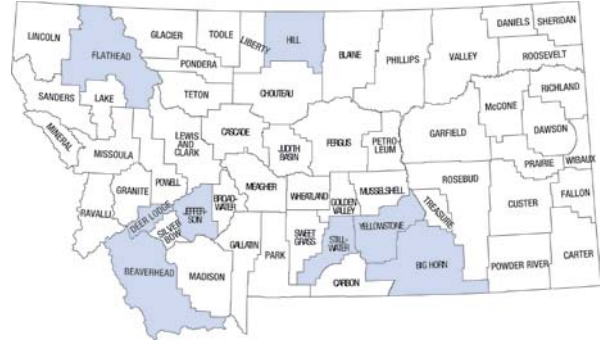 LINCOLN
FLATHEAD
GLACIER
TOOLE
LIBERTY
HILL
BLAINE
PHILLIPS
VALLEY
DANIELS
SHERIDAN
ROOSEVELT
PONDERA
SANDERS
LAKE
TETON
CHOUTEAU
RICHLAND
McCONE
MINERAL
MISSOULA
LEWIS
AND
CLARK
CASCADE
JUDITH
BASIN
FERGUS
PETRO-
LEUM
GARFIELD
DAWSON
PRAIRIE
WIBAUX
GRANITE
POWELL
MEAGHER
WHEATLAND
GOLDEN
VALLEY
MUSSELSHELL
ROSEBUD
TREASURE
CUSTER
FALLON
RAVALLI
DEER LODGE
SILVER
BOW
JEFFER-
SON
BROAD-
WATER
GALLATIN
PARK
SWEET
GRASS
STILL-
WATER
YELLOWSTONE
BIG HORN
POWDER RIVER
CARTER
BEAVERHEAD
MADISON
CARBON